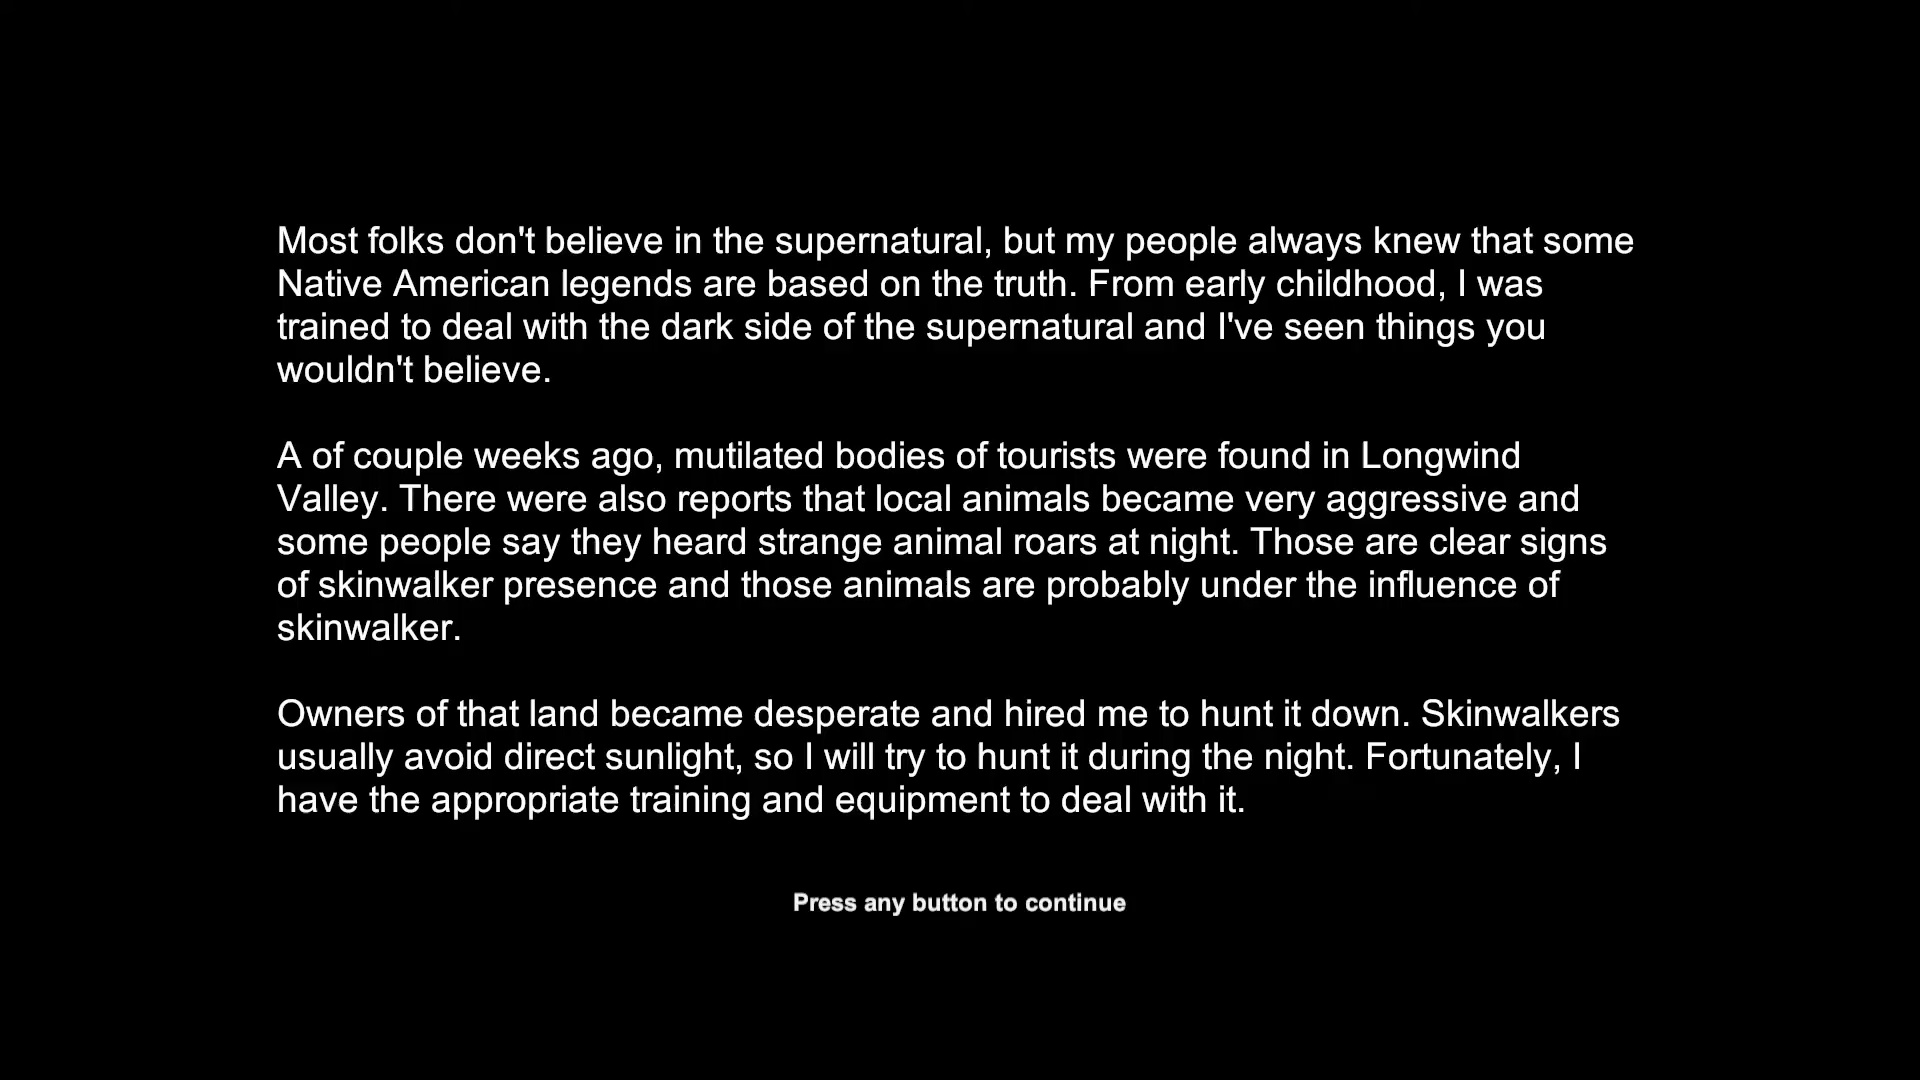 Most folks don't believe in the supernatural, but my people always knew that some
Native American legends are based on the truth. From early childhood, I was
trained to deal with the dark side of the supernatural and I've seen things you
wouldn't believe.
A of couple weeks ago, mutilated bodies of tourists were found in Longwind
Valley. There were also reports that local animals became very aggressive and
some people say they heard strange animal roars at night. Those are clear signs
of skinwalker presence and those animals are probably under the influence of
skinwalker.
Owners of that land became desperate and hired me to hunt it down. Skinwalkers
usually avoid direct sunlight, so I will try to hunt it during the night. Fortunately, I
have the appropriate training and equipment to deal with it.
Press any button to continue